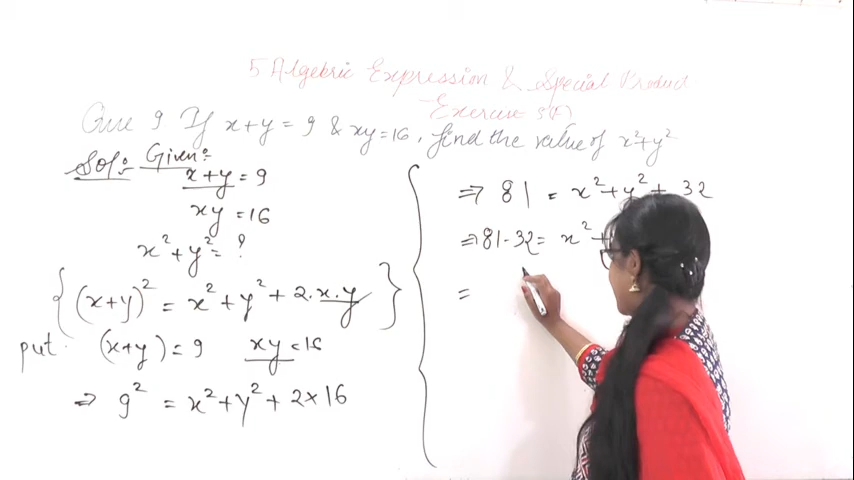 5 Algebric Expression & Special Product
Exercise 5(A)
Que 9 If x+y = 9 & xy=16, find the value of x²+y²
Sol: Given:
x+y = 9
xy = 16
x²+y² = ?
{(x+y)² = x²+y²+2.x.y}
put (x+y) = 9 xy = 16
⇒ 9² = x²+y²+2×16
⇒ 81 = x²+y²+32
⇒ 81-32 = x²+
=